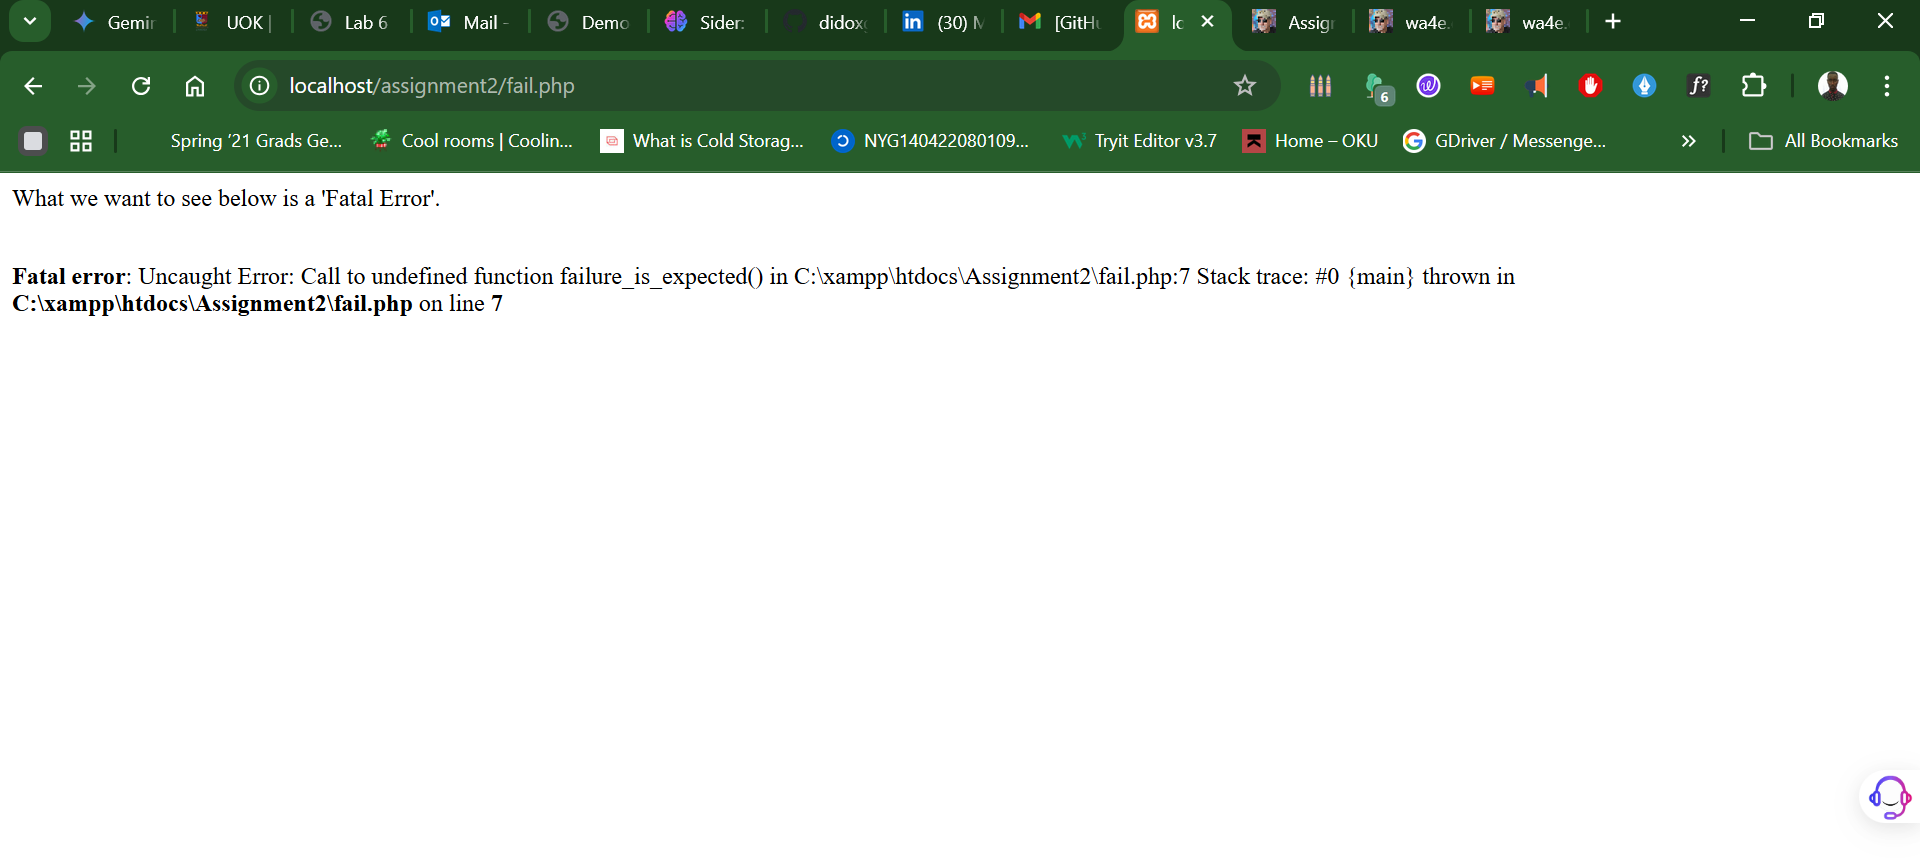 Gemir
UOK |
Lab 6
Mail -
Demo
Sider:
didox
(30) M
[GitHu
lc
Assigr
wa4e.
wa4e.
localhost/assignment2/fail.php
6
f?
Spring '21 Grads Ge...
Cool rooms | Coolin...
What is Cold Storag...
NYG140422080109...
Tryit Editor v3.7
Home – OKU
GDriver / Messenge...
All Bookmarks
What we want to see below is a 'Fatal Error'.
Fatal error: Uncaught Error: Call to undefined function failure_is_expected() in C:\xampp\htdocs\Assignment2\fail.php:7 Stack trace: #0 {main} thrown in
C:\xampp\htdocs\Assignment2\fail.php on line 7